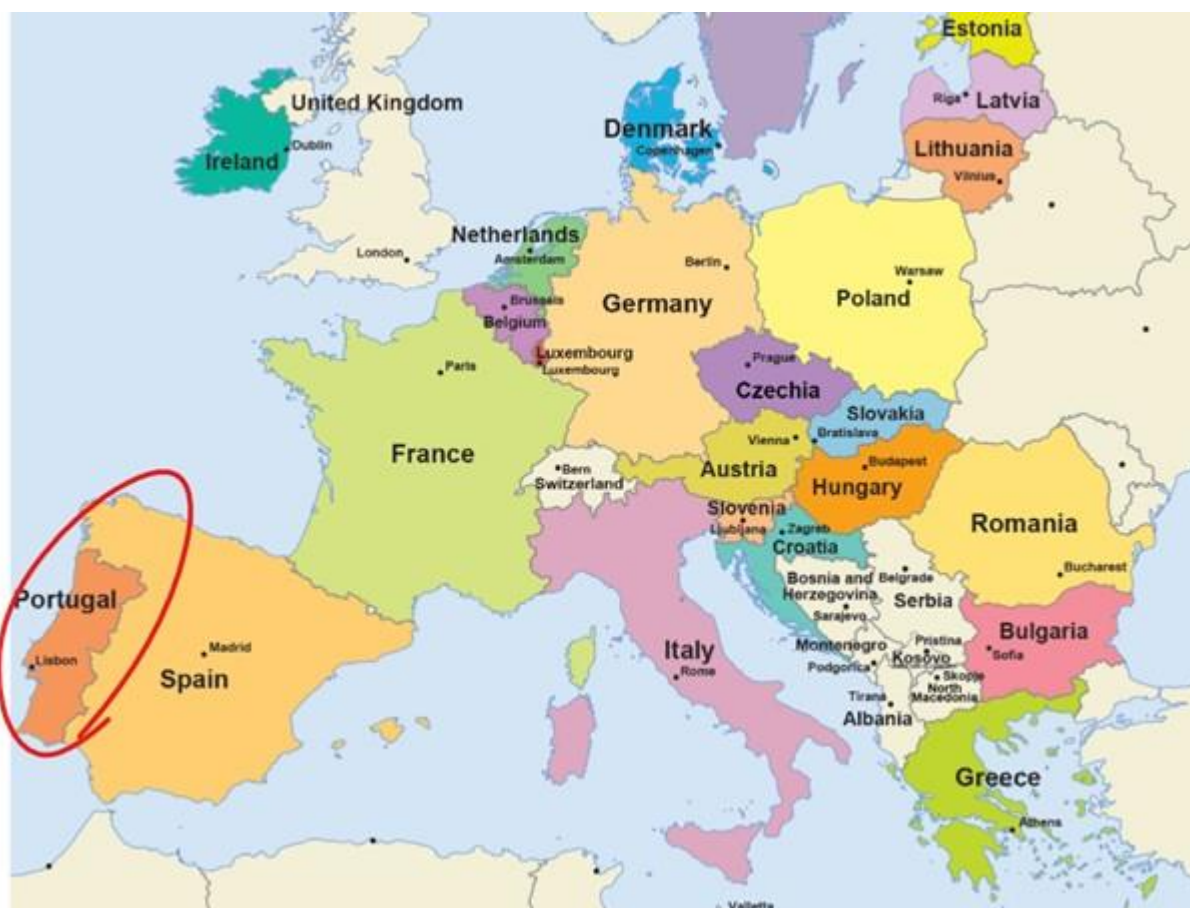 Estonia
United Kingdom
Riga
Latvia
Denmark
Copenhagen
Dublin
Ireland
Lithuania
Vilnius
Netherlands
Amsterdam
London
Berlin
Warsaw
Poland
Brussels
Belgium
Germany
Luxembourg
Luxembourg
Paris
Prague
Czechia
Slovakia
Bratislava
Vienna
Austria
France
Bern
Switzerland
Budapest
Hungary
Slovenia
Ljubljana
Zagreb
Croatia
Romania
Bucharest
Bosnia and
Herzegovina
Sarajevo
Belgrade
Serbia
Portugal
Lisbon
Madrid
Spain
Italy
Rome
Montenegro
Podgorica
Pristina
Kosovo
Bulgaria
Sofia
Skopje
North
Macedonia
Tirana
Albania
Greece
Athens
Valletta